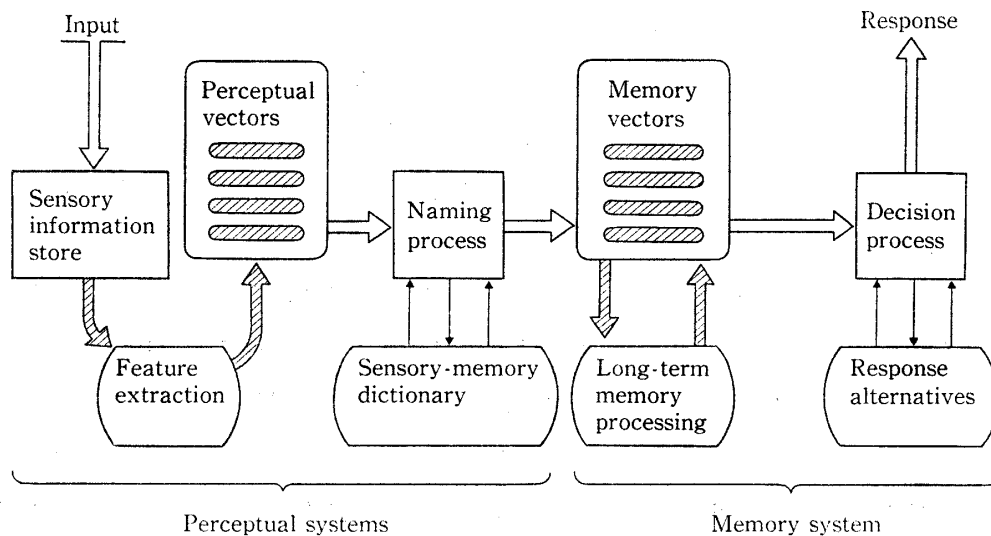 Input
Response
Perceptual
vectors
Memory
vectors
Sensory
information
store
Naming
process
Decision
process
Feature
extraction
Sensory-memory
dictionary
Long-term
memory
processing
Response
alternatives
Perceptual systems
Memory system